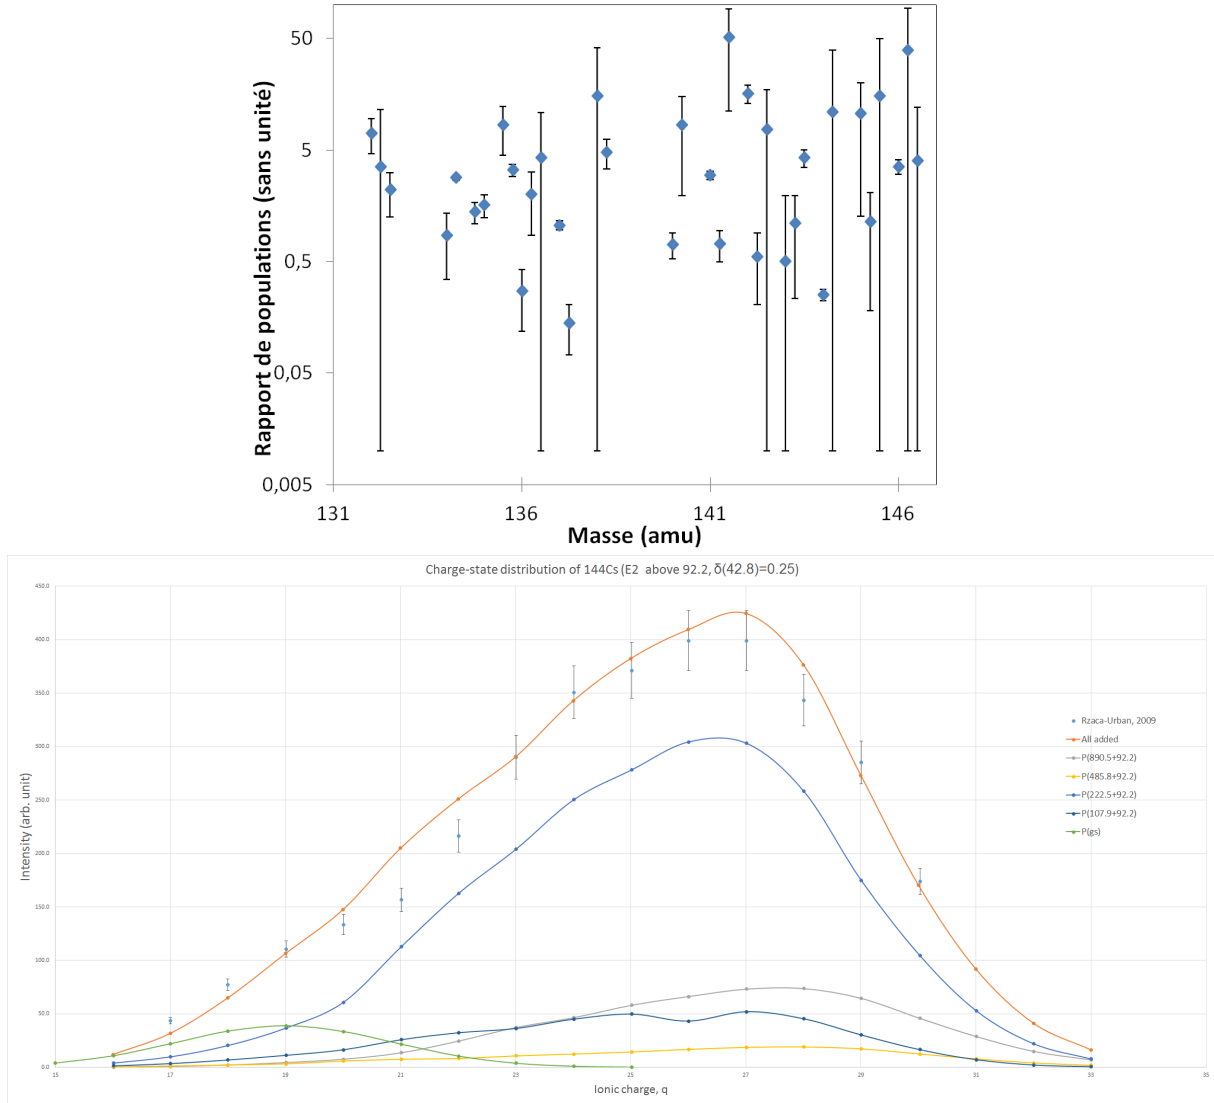 50
5
0,5
0,05
0,005
Rapport de populations (sans unité)
131
136
141
146
Masse (amu)
Charge-state distribution of 144Cs (E2 above 92.2, δ(42.8)=0.25)
450.0
400.0
350.0
300.0
250.0
200.0
150.0
100.0
50.0
0.0
Intensity (arb. unit)
Rzaca-Urban, 2009
All added
P(890.5+92.2)
P(485.8+92.2)
P(222.5+92.2)
P(107.9+92.2)
P(gs)
15
17
19
21
23
25
27
29
31
33
35
Ionic charge, q